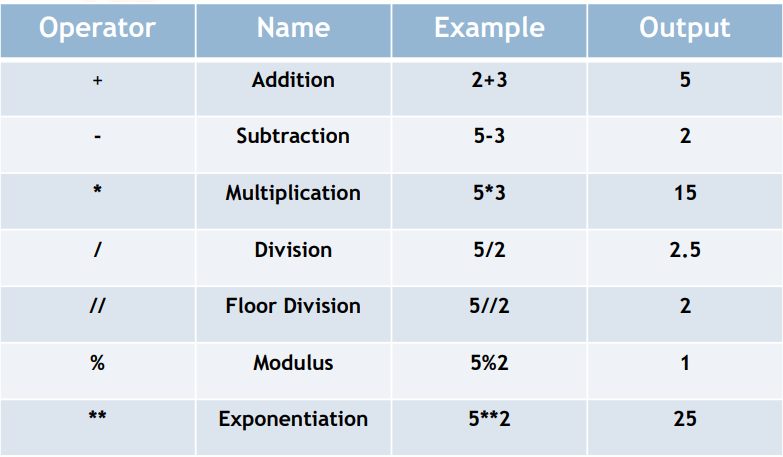 Operator Name Example Output
+ Addition 2+3 5
- Subtraction 5-3 2
* Multiplication 5*3 15
/ Division 5/2 2.5
// Floor Division 5//2 2
% Modulus 5%2 1
** Exponentiation 5**2 25